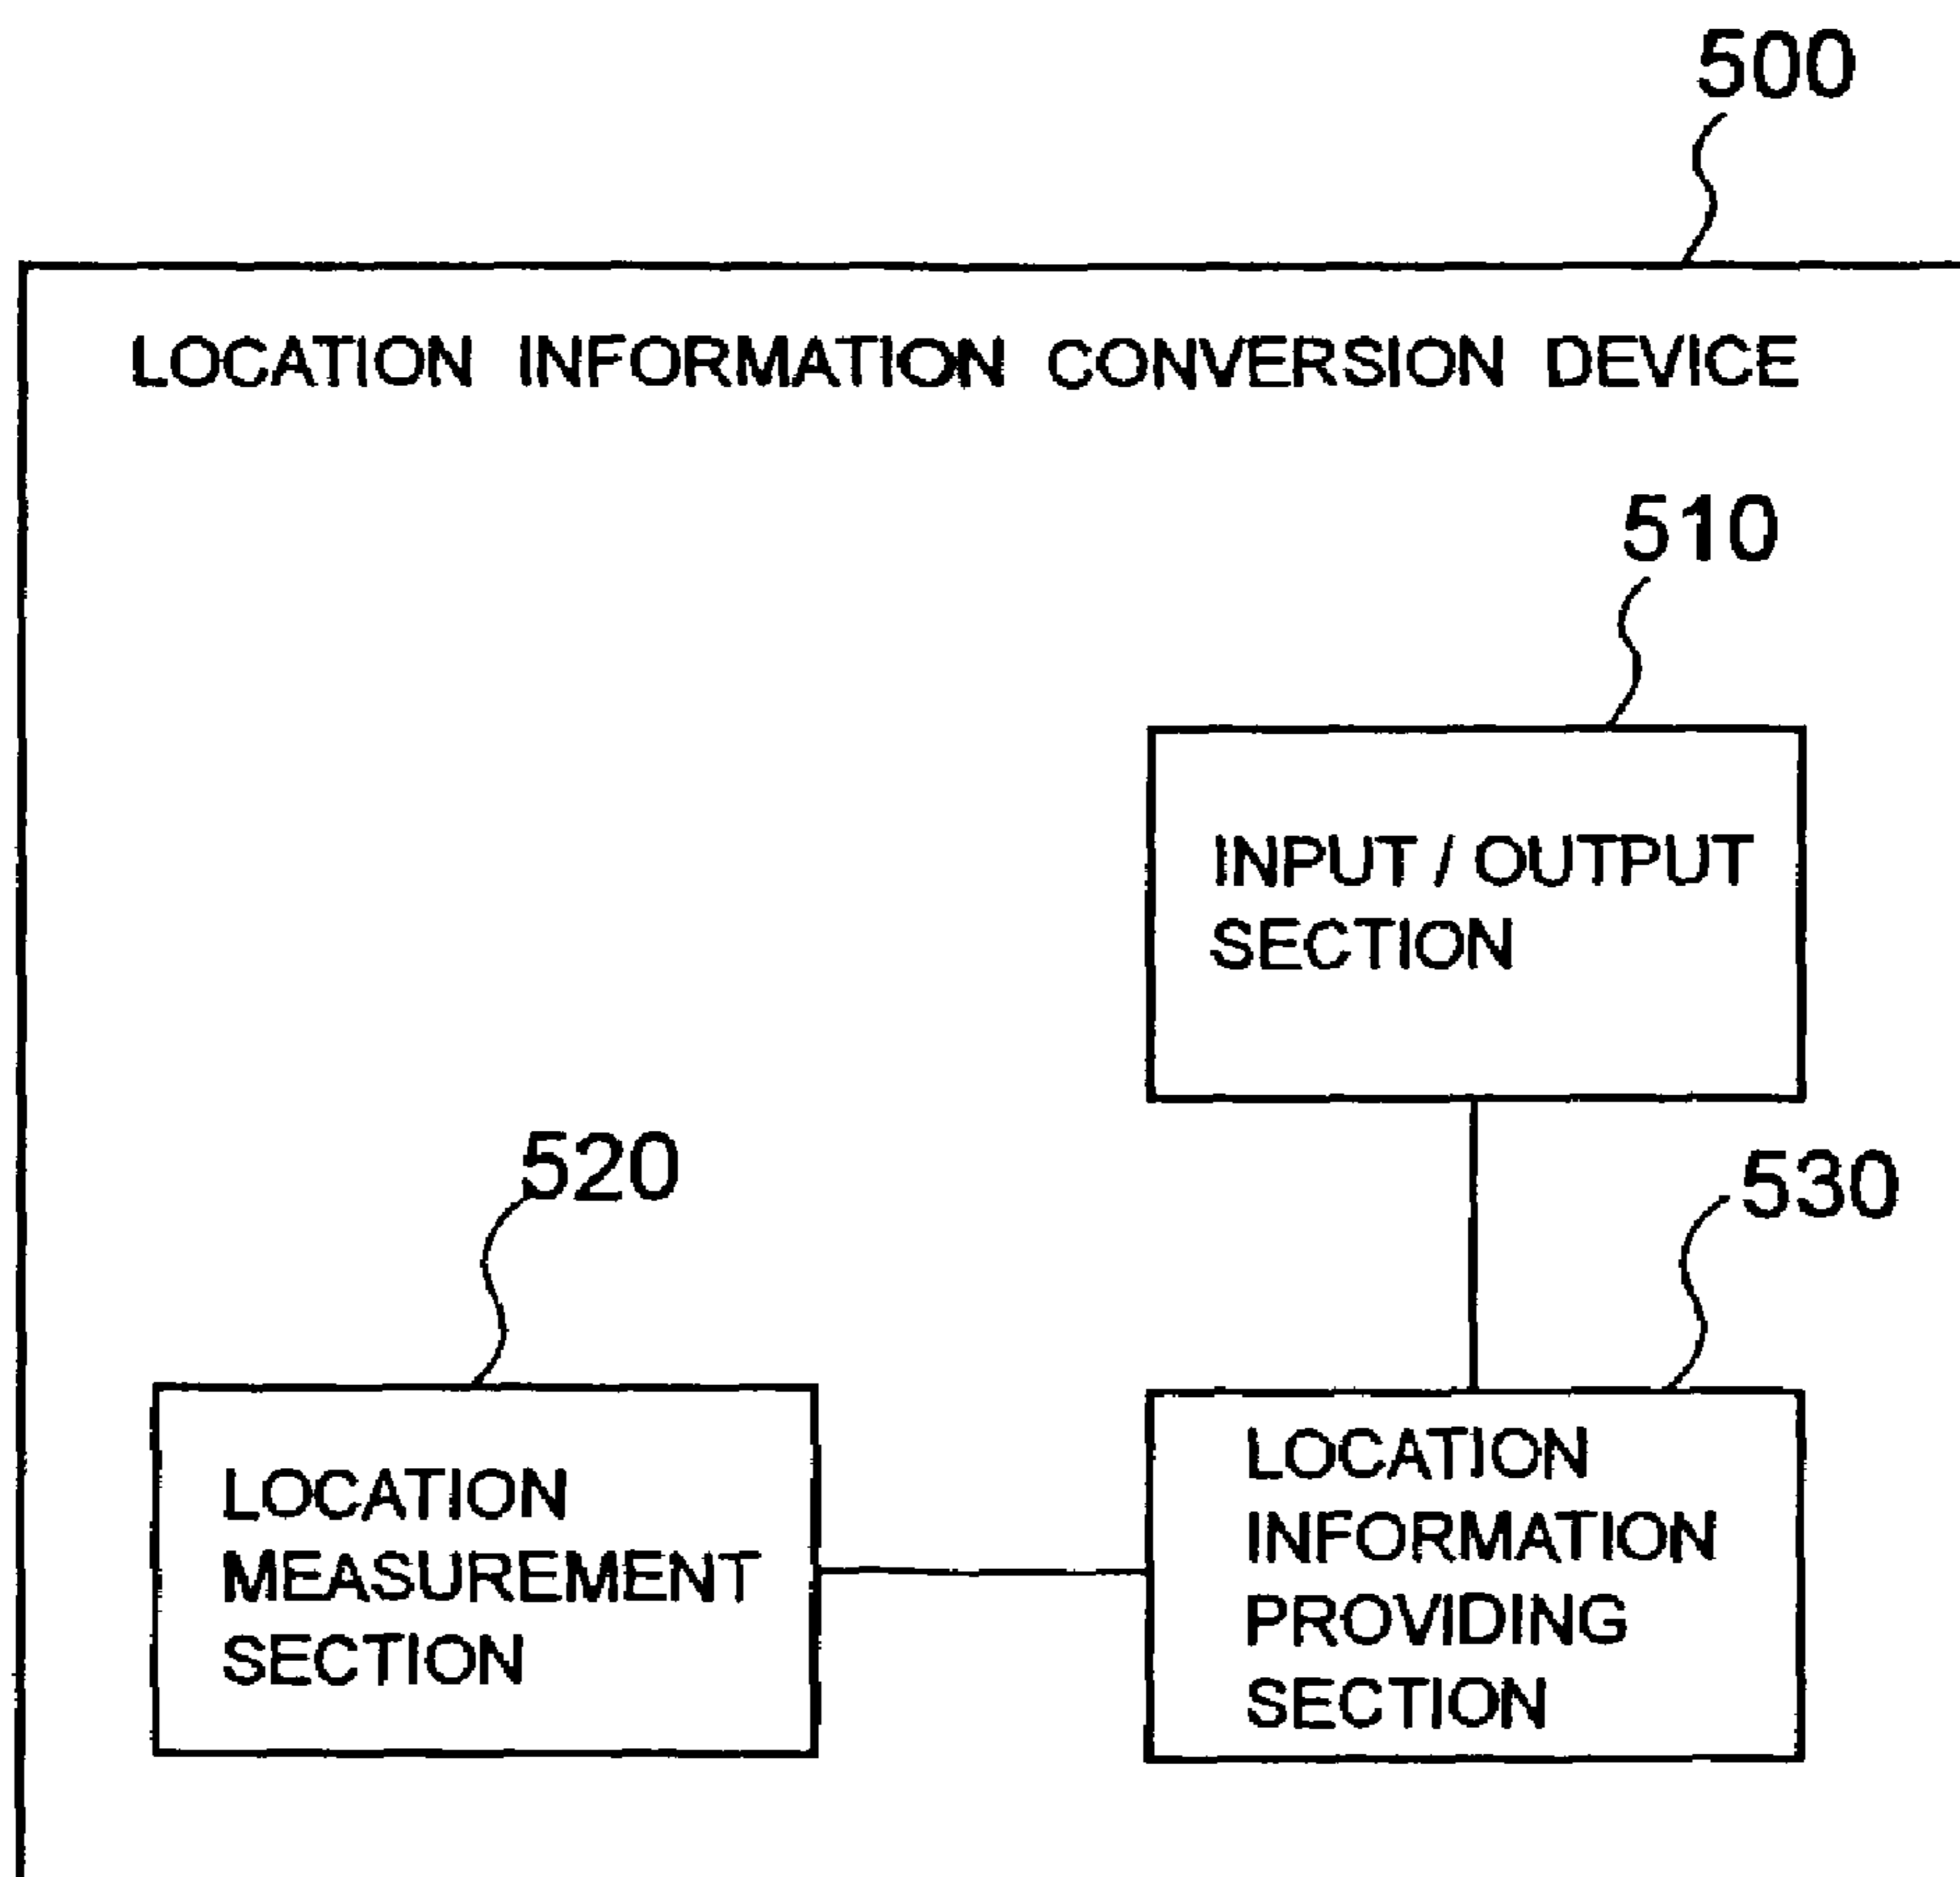 500
LOCATION INFORMATION CONVERSION DEVICE
510
INPUT / OUTPUT
SECTION
520
530
LOCATION
MEASUREMENT
SECTION
LOCATION
INFORMATION
PROVIDING
SECTION